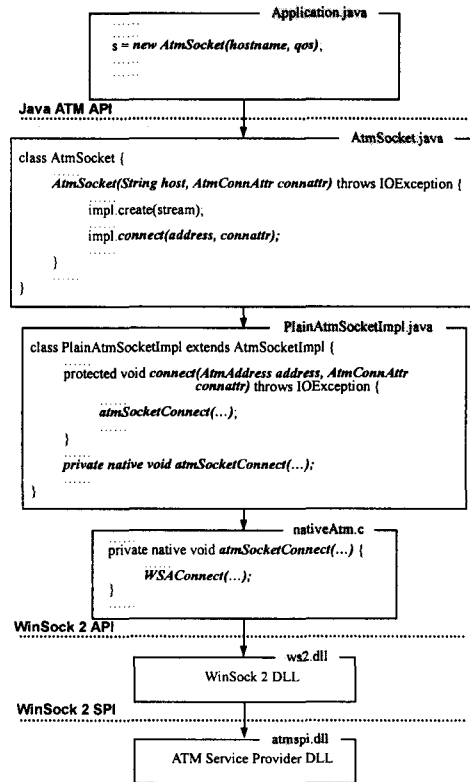 Application.java
......
......
s = new AtmSocket(hostname, qos),
......
......
Java ATM API
AtmSocket.java
class AtmSocket {
......
AtmSocket(String host, AtmConnAttr connattr) throws IOException {
......
impl.create(stream);
......
impl.connect(address, connattr);
......
}
......
}
PlainAtmSocketImpl.java
class PlainAtmSocketImpl extends AtmSocketImpl {
......
protected void connect(AtmAddress address, AtmConnAttr
connattr) throws IOException {
......
atmSocketConnect(...);
......
}
......
private native void atmSocketConnect(...);
......
}
nativeAtm.c
......
private native void atmSocketConnect(...) {
......
WSAConnect(...);
}
......
WinSock 2 API
ws2.dll
WinSock 2 DLL
WinSock 2 SPI
atmspi.dll
ATM Service Provider DLL